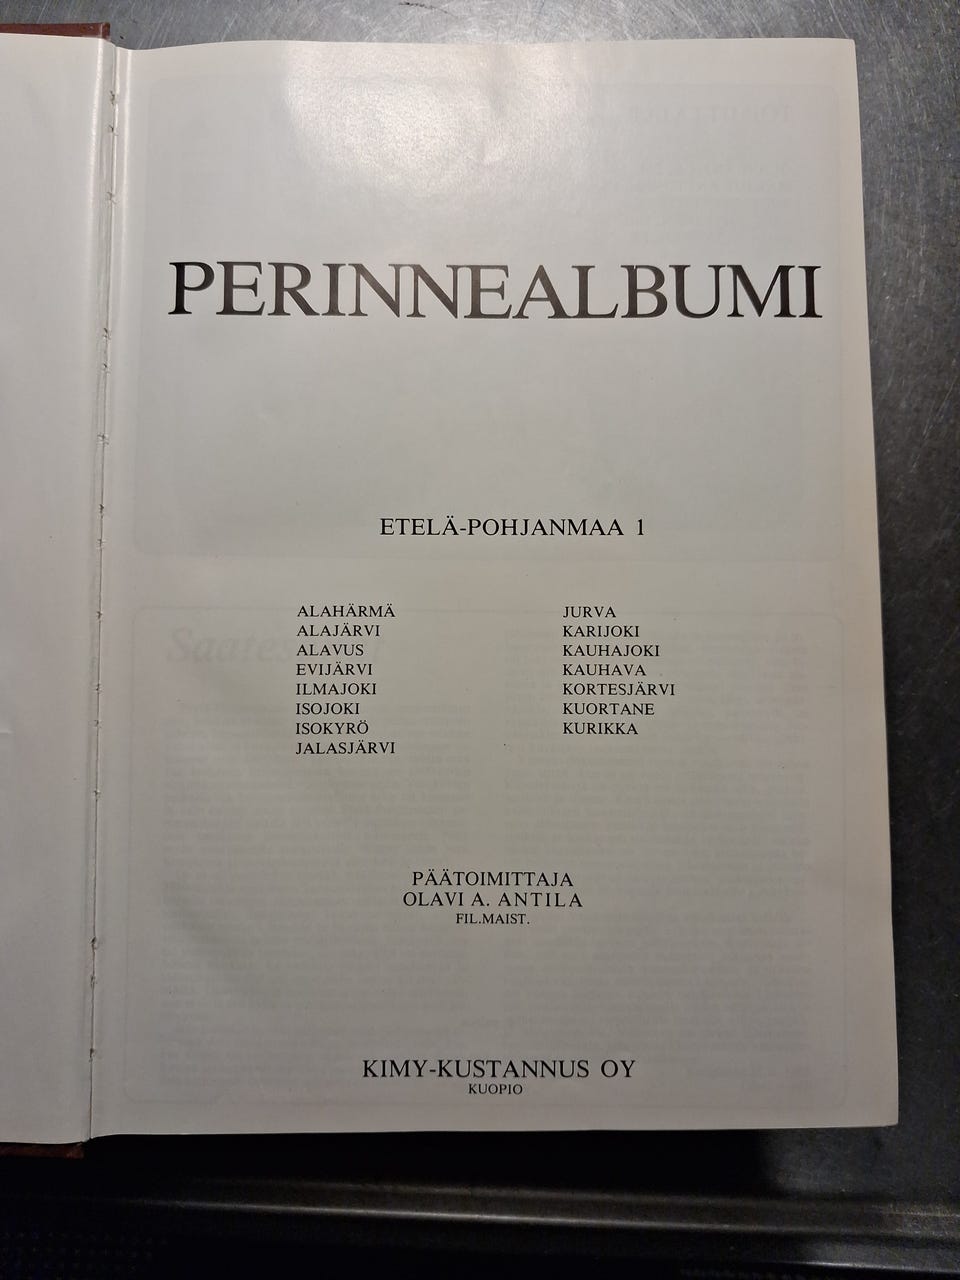 PERINNEALBUMI
ETELÄ-POHJANMAA 1
ALAHÄRMÄ
ALAJÄRVI
ALAVUS
EVIJÄRVI
ILMAJOKI
ISOJOKI
ISOKYRÖ
JALASJÄRVI
JURVA
KARIJOKI
KAUHAJOKI
KAUHAVA
KORTESJÄRVI
KUORTANE
KURIKKA
PÄÄTOIMITTAJA
OLAVI A. ANTILA
FIL.MAIST.
KIMY-KUSTANNUS OY
KUOPIO